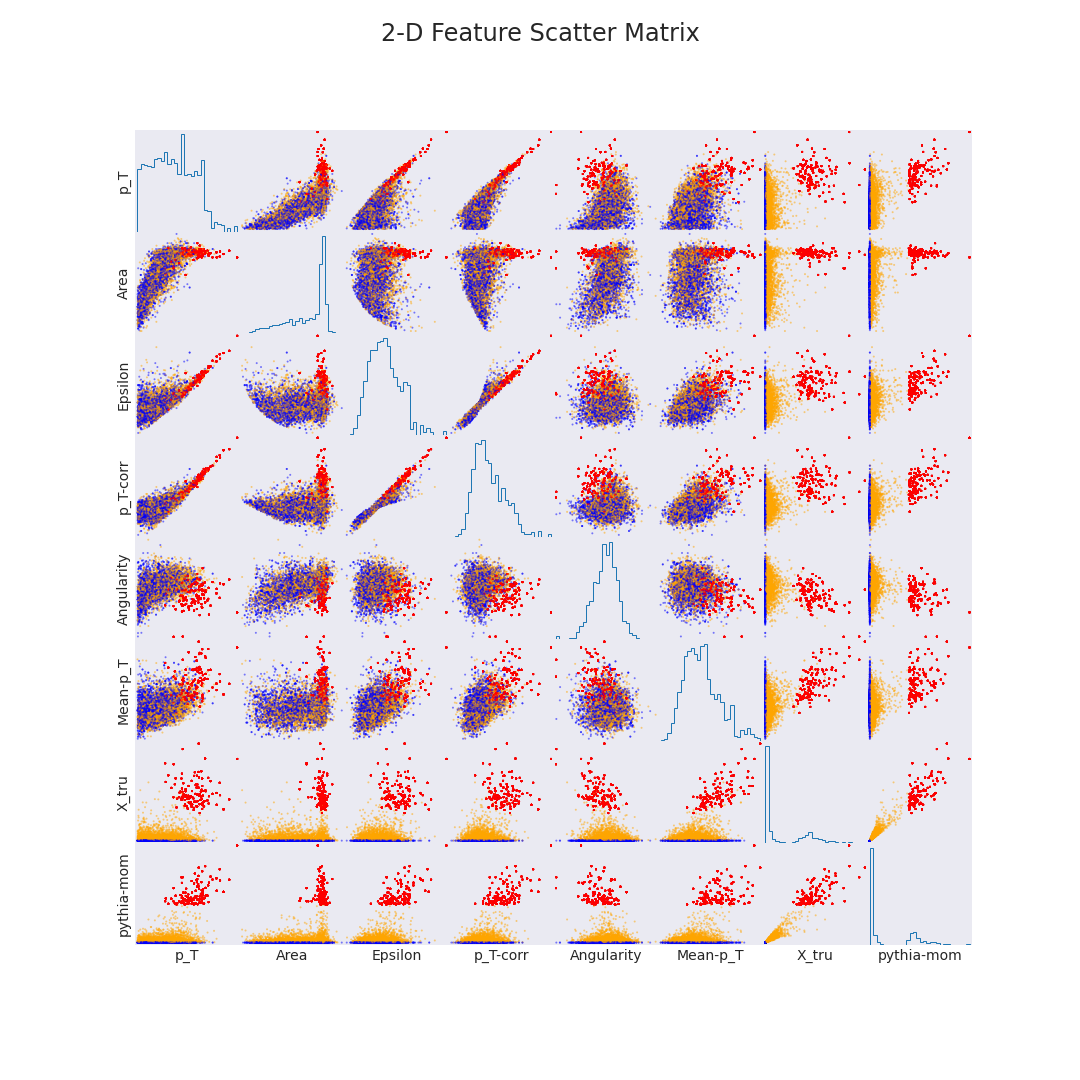 2-D Feature Scatter Matrix
p_T
Area
Epsilon
p_T-corr
Angularity
Mean-p_T
X_tru
pythia-mom
p_T Area Epsilon p_T-corr Angularity Mean-p_T X_tru pythia-mom